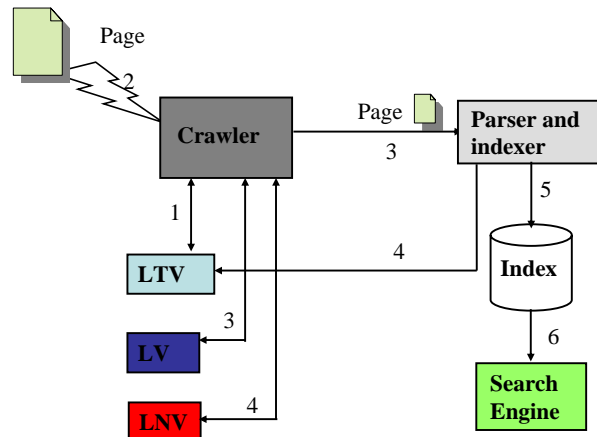 Page
2
Crawler
Page
3
Parser and
indexer
1
5
4
LTV
Index
3
LV
6
4
LNV
Search
Engine